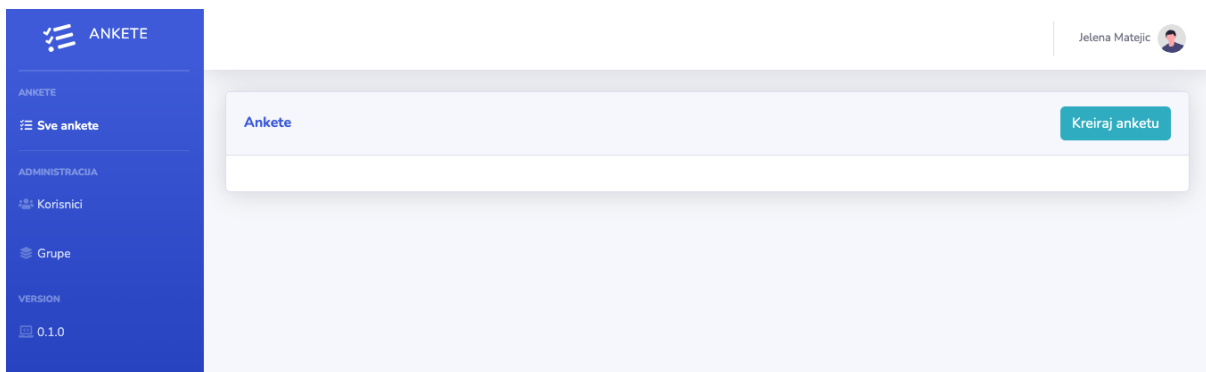 ANKETE
Jelena Matejic
ANKETE
Sve ankete
Ankete
Kreiraj anketu
ADMINISTRACIJA
Korisnici
Grupe
VERSION
0.1.0